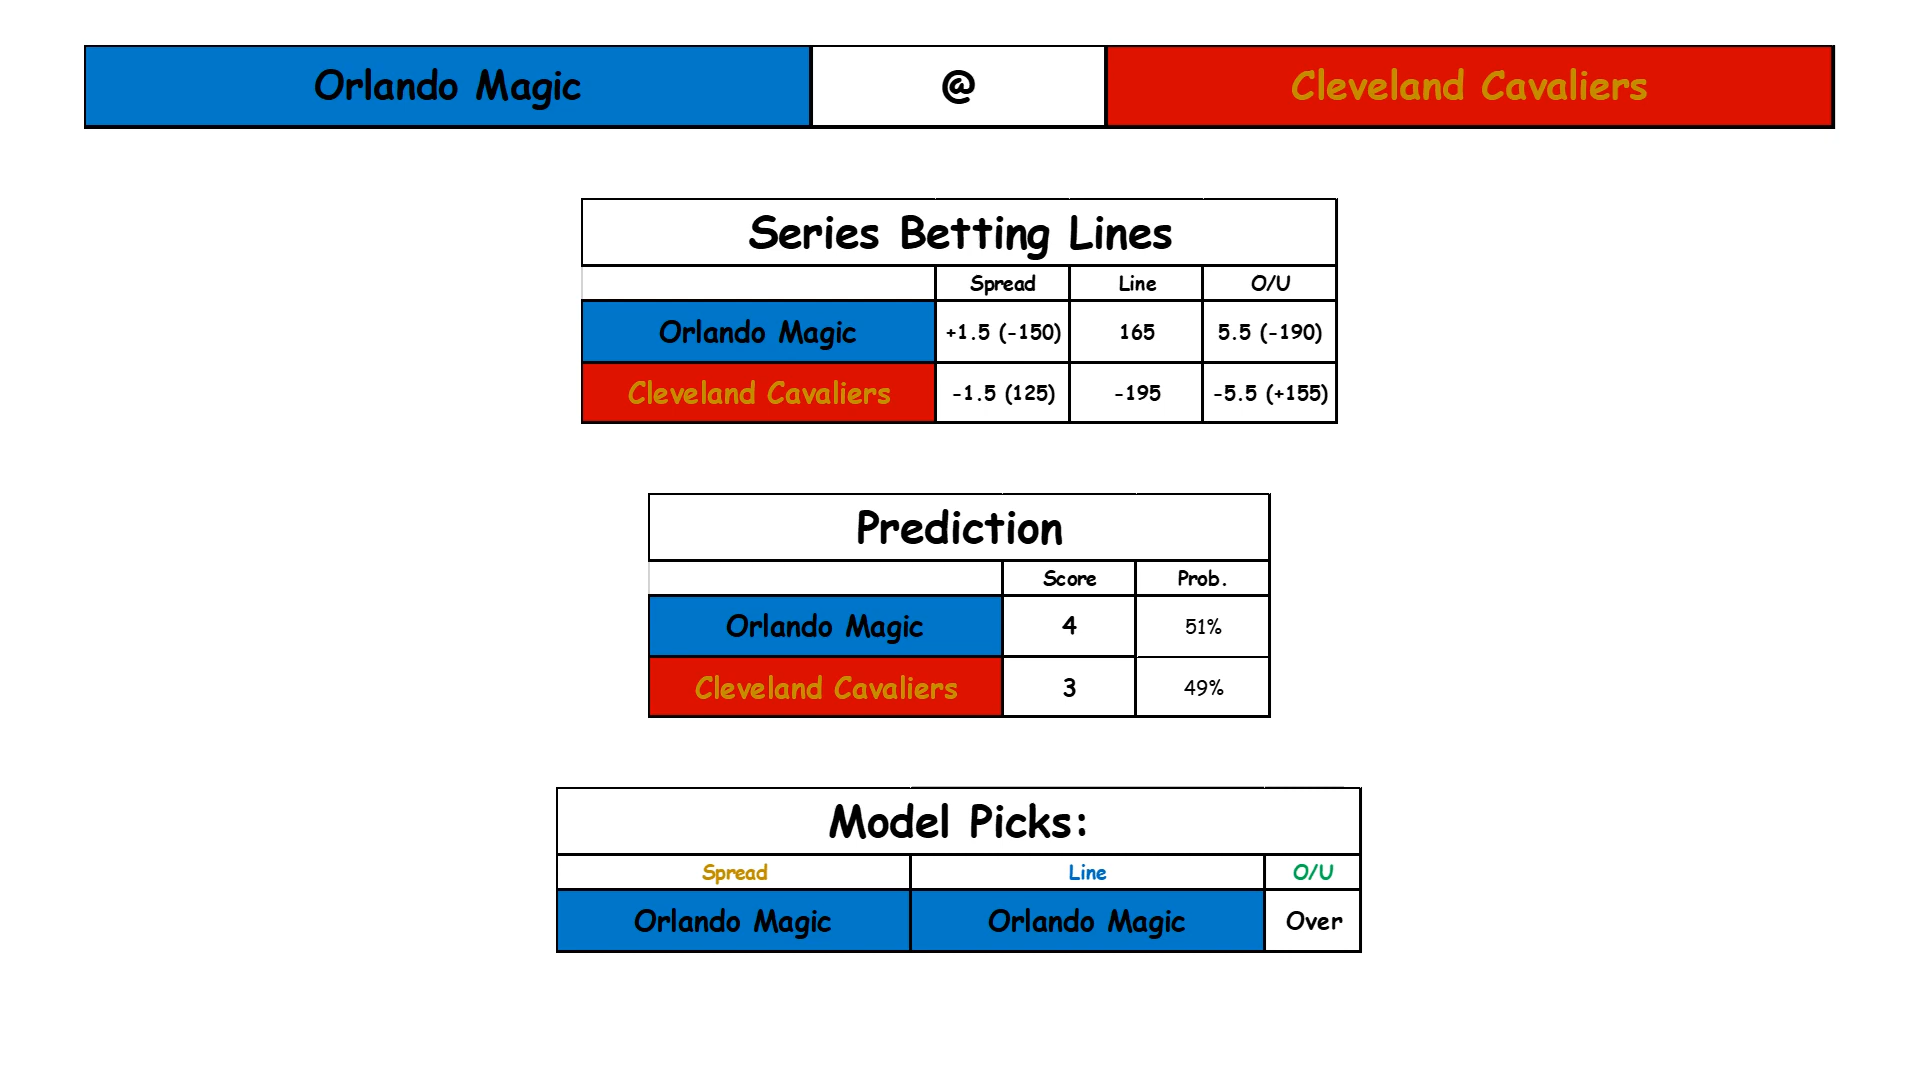 Orlando Magic @ Cleveland Cavaliers
Series Betting Lines
Spread Line O/U
Orlando Magic +1.5 (-150) 165 5.5 (-190)
Cleveland Cavaliers -1.5 (125) -195 -5.5 (+155)
Prediction
Score Prob.
Orlando Magic 4 51%
Cleveland Cavaliers 3 49%
Model Picks:
Spread Line O/U
Orlando Magic Orlando Magic Over